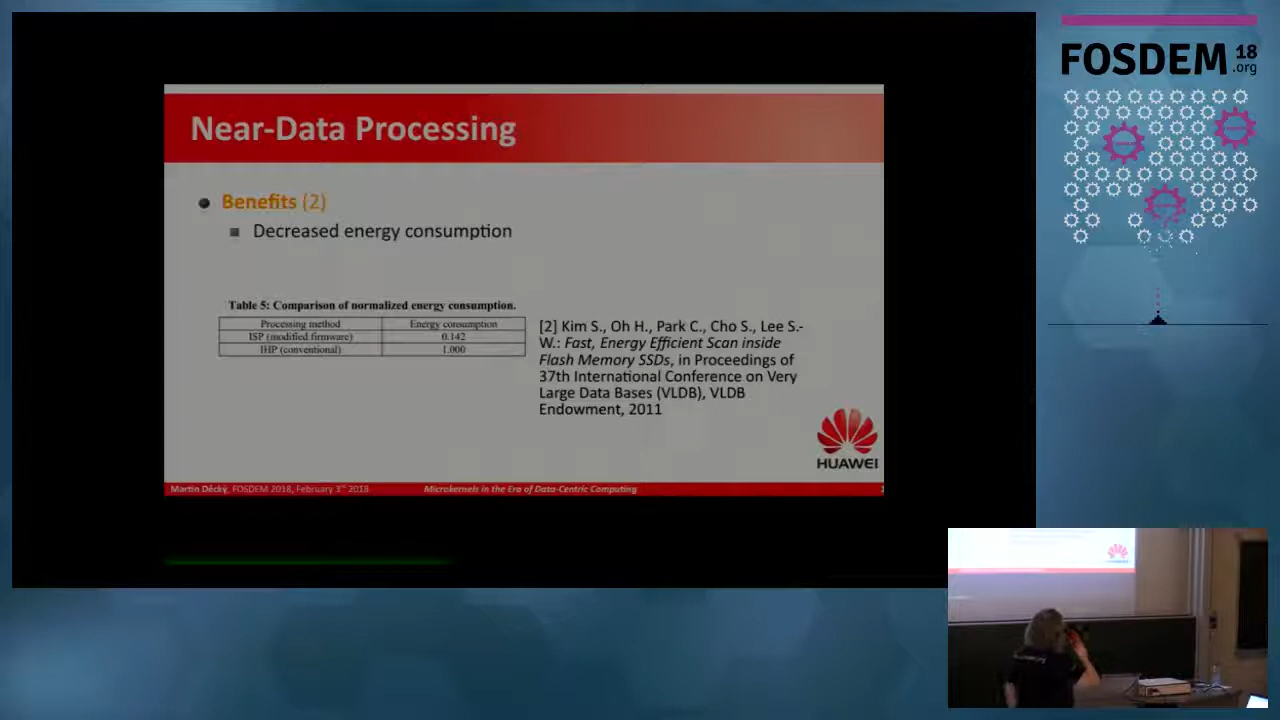 FOSDEM 18
.org
Near-Data Processing
Benefits (2)
Decreased energy consumption
Table 5: Comparison of normalized energy consumption.
Processing method Energy consumption
ISP (modified firmware) 0.142
IHP (conventional) 1.000
[2] Kim S., Oh H., Park C., Cho S., Lee S.-
W.: Fast, Energy Efficient Scan inside
Flash Memory SSDs, in Proceedings of
37th International Conference on Very
Large Data Bases (VLDB), VLDB
Endowment, 2011
HUAWEI
Martin Děcký, FOSDEM 2018, February 3rd 2018 Microkernels in the Era of Data-Centric Computing